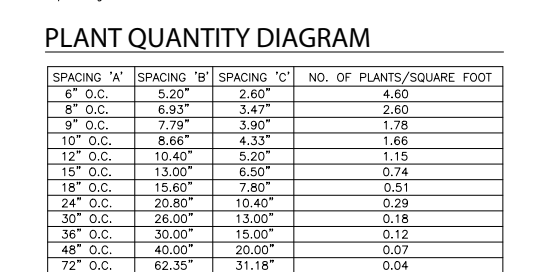 PLANT QUANTITY DIAGRAM
SPACING 'A' SPACING 'B' SPACING 'C' NO. OF PLANTS/SQUARE FOOT
6" O.C. 5.20" 2.60" 4.60
8" O.C. 6.93" 3.47" 2.60
9" O.C. 7.79" 3.90" 1.78
10" O.C. 8.66" 4.33" 1.66
12" O.C. 10.40" 5.20" 1.15
15" O.C. 13.00" 6.50" 0.74
18" O.C. 15.60" 7.80" 0.51
24" O.C. 20.80" 10.40" 0.29
30" O.C. 26.00" 13.00" 0.18
36" O.C. 30.00" 15.00" 0.12
48" O.C. 40.00" 20.00" 0.07
72" O.C. 62.35" 31.18" 0.04